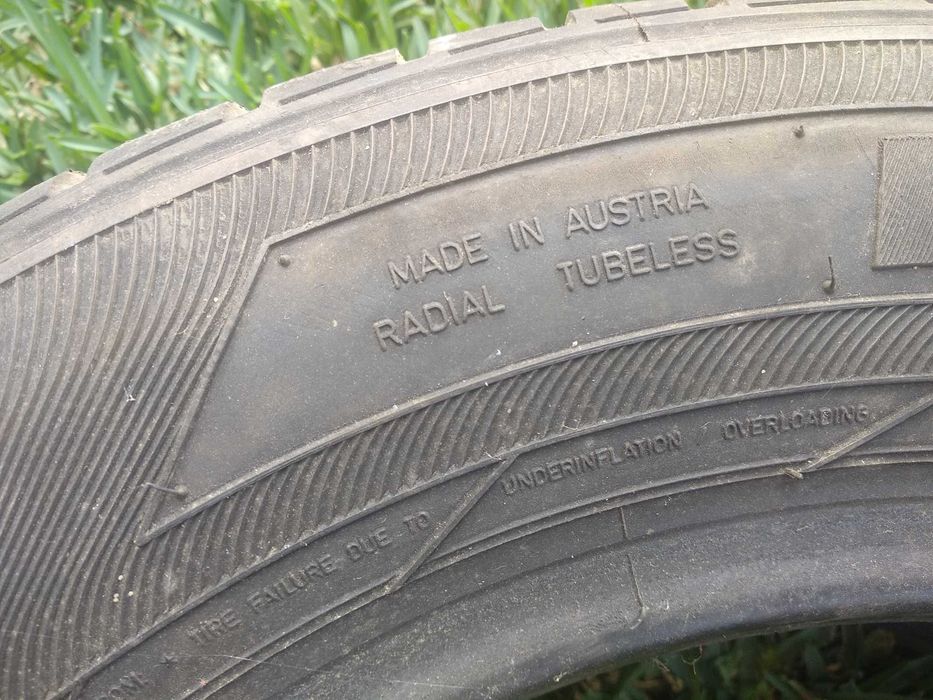 MADE IN AUSTRIA
RADIAL TUBELESS
* TIRE FAILURE DUE TO UNDERINFLATION / OVERLOADING